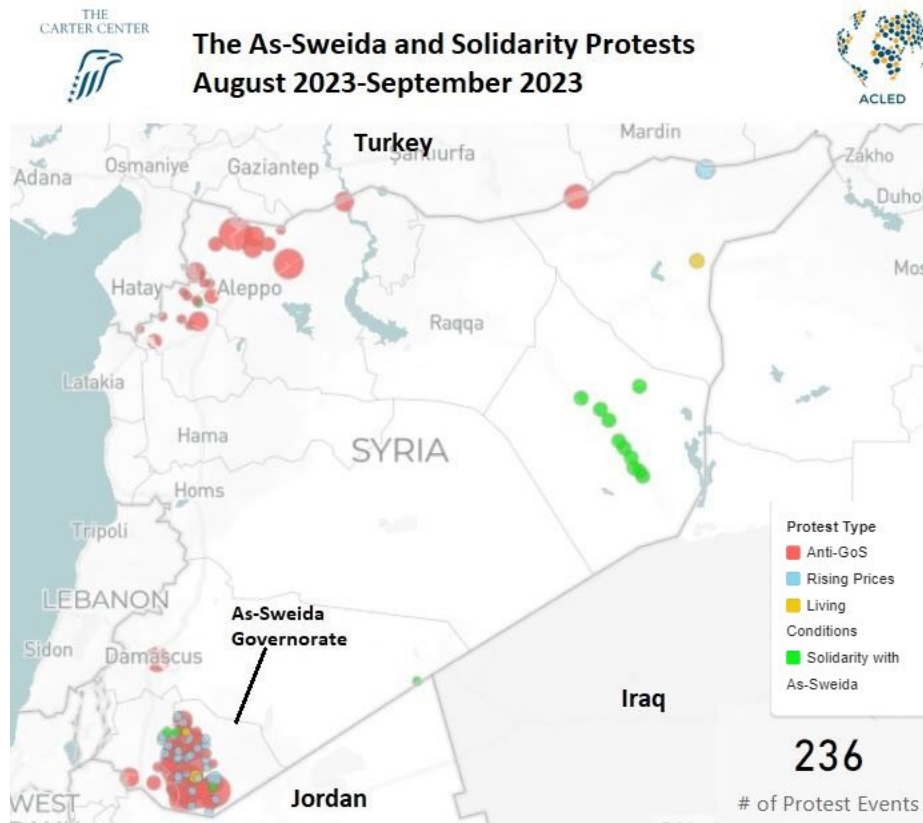 THE
CARTER CENTER
The As-Sweida and Solidarity Protests
August 2023-September 2023
ACLED
Turkey
Mardin
Şanlıurfa
Zakho
Osmaniye
Gaziantep
Adana
Duho
Mos
Hatay
Aleppo
Raqqa
Latakia
Hama
SYRIA
Homs
Tripoli
Protest Type
Anti-GoS
Rising Prices
Living
Conditions
Solidarity with
As-Sweida
LEBANON
As-Sweida
Governorate
Sidon
Damascus
Iraq
236
# of Protest Events
Jordan
WEST